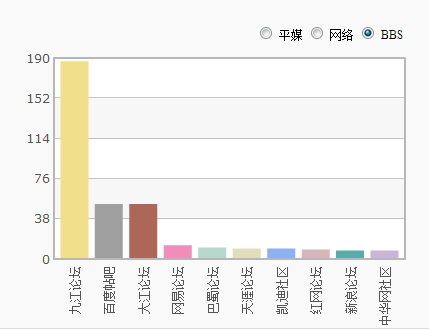 平媒 网络 BBS
190
152
114
76
38
0
九江论坛
百度帖吧
大江论坛
网易论坛
巴蜀论坛
天涯论坛
凯迪社区
红网论坛
新浪论坛
中华网社区